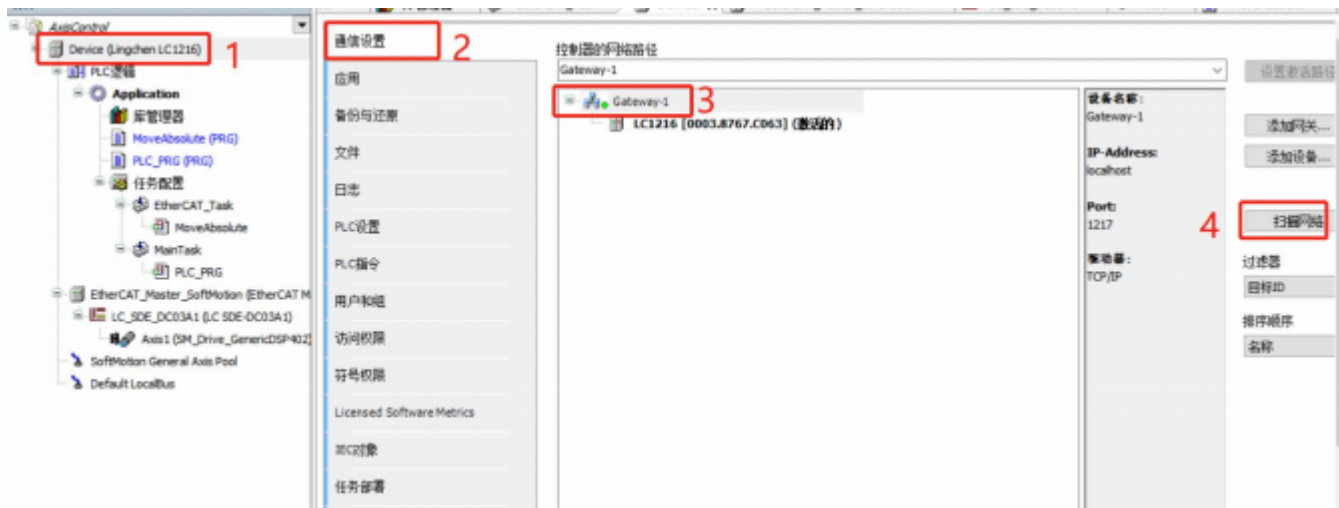 AxisControl
Device (Lingchen LC1216)
1
PLC逻辑
Application
库管理器
MoveAbsolute (PRG)
PLC_PRG (PRG)
任务配置
EtherCAT_Task
MoveAbsolute
MainTask
PLC_PRG
EtherCAT_Master_SoftMotion (EtherCAT M
LC_SDE_DC03A1 (LC SDE-DC03A1)
Axis1 (SM_Drive_GenericDSP402)
SoftMotion General Axis Pool
Default LocalBus
通信设置
2
应用
备份与还原
文件
日志
PLC设置
PLC指令
用户和组
访问权限
符号权限
Licensed Software Metrics
IEC对象
任务部署
控制器的网络路径
Gateway-1
设置激活路径
Gateway-1
3
LC1216 [0003.8767.C063] (激活的)
设备名称:
Gateway-1
IP-Address:
localhost
Port:
1217
驱动器:
TCP/IP
添加网关...
添加设备...
4
扫描网络
过滤器
目标ID
排序顺序
名称